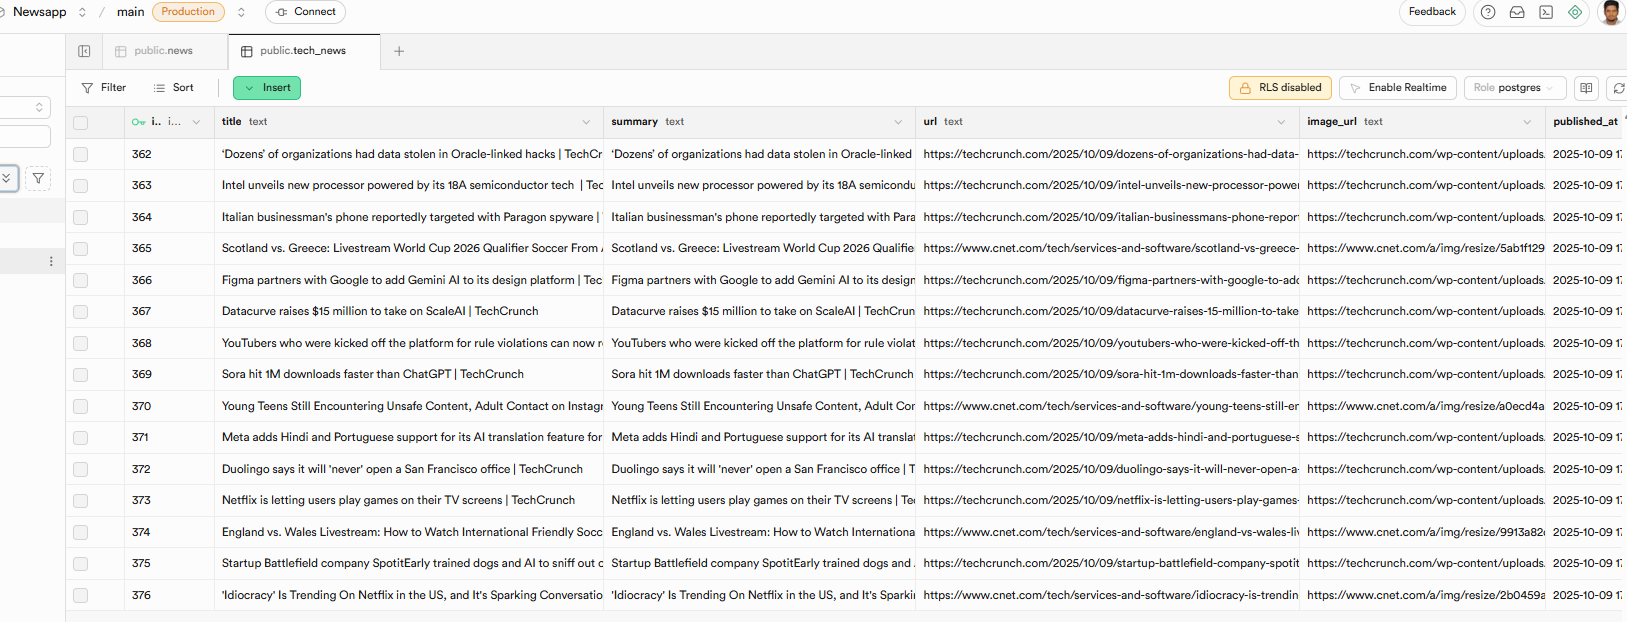 Newsapp / main Production Connect Feedback
public.news public.tech_news +
Filter Sort Insert RLS disabled Enable Realtime Role postgres
i.. i... title text summary text url text image_url text published_at
362 ‘Dozens’ of organizations had data stolen in Oracle-linked hacks | TechCr ‘Dozens’ of organizations had data stolen in Oracle-linked https://techcrunch.com/2025/10/09/dozens-of-organizations-had-data- https://techcrunch.com/wp-content/uploads. 2025-10-09 17
363 Intel unveils new processor powered by its 18A semiconductor tech | Tec Intel unveils new processor powered by its 18A semicondu https://techcrunch.com/2025/10/09/intel-unveils-new-processor-power https://techcrunch.com/wp-content/uploads. 2025-10-09 17
364 Italian businessman's phone reportedly targeted with Paragon spyware | Italian businessman's phone reportedly targeted with Para https://techcrunch.com/2025/10/09/italian-businessmans-phone-report https://techcrunch.com/wp-content/uploads. 2025-10-09 17
365 Scotland vs. Greece: Livestream World Cup 2026 Qualifier Soccer From Scotland vs. Greece: Livestream World Cup 2026 Qualifie https://www.cnet.com/tech/services-and-software/scotland-vs-greece- https://www.cnet.com/a/img/resize/5ab1f129 2025-10-09 17
366 Figma partners with Google to add Gemini AI to its design platform | Tec Figma partners with Google to add Gemini AI to its design https://techcrunch.com/2025/10/09/figma-partners-with-google-to-add https://techcrunch.com/wp-content/uploads. 2025-10-09 17
367 Datacurve raises $15 million to take on ScaleAI | TechCrunch Datacurve raises $15 million to take on ScaleAI | TechCrun https://techcrunch.com/2025/10/09/datacurve-raises-15-million-to-take https://techcrunch.com/wp-content/uploads. 2025-10-09 17
368 YouTubers who were kicked off the platform for rule violations can now r YouTubers who were kicked off the platform for rule violat https://techcrunch.com/2025/10/09/youtubers-who-were-kicked-off-th https://techcrunch.com/wp-content/uploads. 2025-10-09 17
369 Sora hit 1M downloads faster than ChatGPT | TechCrunch Sora hit 1M downloads faster than ChatGPT | TechCrunch https://techcrunch.com/2025/10/09/sora-hit-1m-downloads-faster-than https://techcrunch.com/wp-content/uploads. 2025-10-09 17
370 Young Teens Still Encountering Unsafe Content, Adult Contact on Instagr Young Teens Still Encountering Unsafe Content, Adult Cor https://www.cnet.com/tech/services-and-software/young-teens-still-en https://www.cnet.com/a/img/resize/a0ecd4a 2025-10-09 17
371 Meta adds Hindi and Portuguese support for its AI translation feature for Meta adds Hindi and Portuguese support for its AI translat https://techcrunch.com/2025/10/09/meta-adds-hindi-and-portuguese-s https://techcrunch.com/wp-content/uploads. 2025-10-09 17
372 Duolingo says it will 'never' open a San Francisco office | TechCrunch Duolingo says it will 'never' open a San Francisco office | T https://techcrunch.com/2025/10/09/duolingo-says-it-will-never-open-a- https://techcrunch.com/wp-content/uploads. 2025-10-09 17
373 Netflix is letting users play games on their TV screens | TechCrunch Netflix is letting users play games on their TV screens | Te https://techcrunch.com/2025/10/09/netflix-is-letting-users-play-games- https://techcrunch.com/wp-content/uploads. 2025-10-09 17
374 England vs. Wales Livestream: How to Watch International Friendly Socc England vs. Wales Livestream: How to Watch Internationa https://www.cnet.com/tech/services-and-software/england-vs-wales-li https://www.cnet.com/a/img/resize/9913a82 2025-10-09 17
375 Startup Battlefield company SpotitEarly trained dogs and AI to sniff out c Startup Battlefield company SpotitEarly trained dogs and https://techcrunch.com/2025/10/09/startup-battlefield-company-spotit https://techcrunch.com/wp-content/uploads. 2025-10-09 17
376 'Idiocracy' Is Trending On Netflix in the US, and It's Sparking Conversatio 'Idiocracy' Is Trending On Netflix in the US, and It's Sparki https://www.cnet.com/tech/services-and-software/idiocracy-is-trendin https://www.cnet.com/a/img/resize/2b0459a 2025-10-09 17